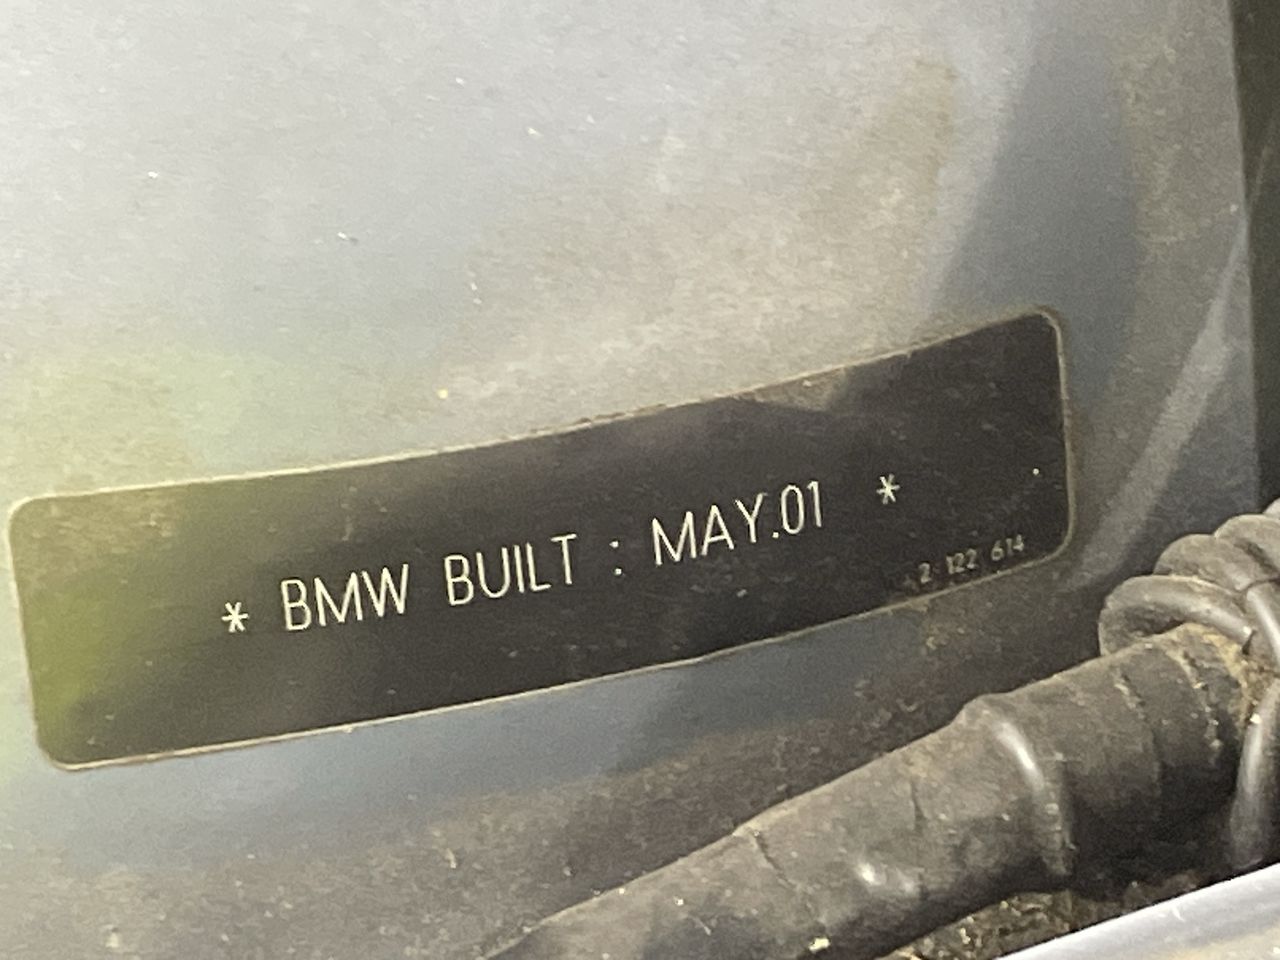 * BMW BUILT : MAY.01 *
2 122 614